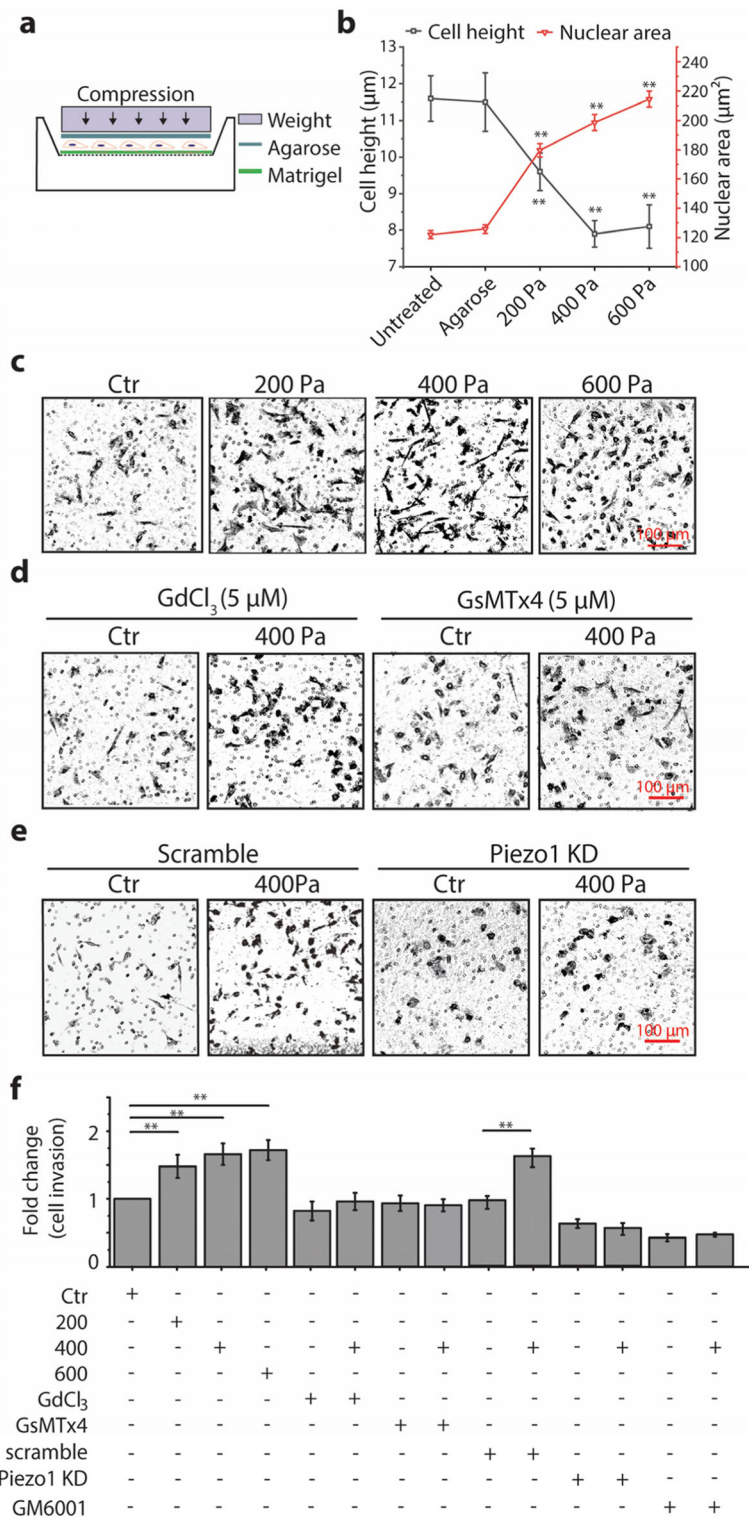 a
Compression
Weight
Agarose
Matrigel
b
Cell height Nuclear area
13
12
11
10
9
8
7
Cell height (µm)
240
220
200
180
160
140
120
100
Nuclear area (µm²)
** ** **
** ** **
Untreated Agarose 200 Pa 400 Pa 600 Pa
c
Ctr 200 Pa 400 Pa 600 Pa
100 µm
d
GdCl₃ (5 µM) GsMTx4 (5 µM)
Ctr 400 Pa Ctr 400 Pa
100 µm
e
Scramble Piezo1 KD
Ctr 400Pa Ctr 400 Pa
100 µm
f
Fold change
(cell invasion)
2
1
0
**
**
** **
Ctr + - - - - - - - - - - - - -
200 - + - - - - - - - - - - - -
400 - - + - - + - + - + - + - +
600 - - - + - - - - - - - - - -
GdCl₃ - - - - + + - - - - - - - -
GsMTx4 - - - - - - + + - - - - - -
scramble - - - - - - - - + + - - - -
Piezo1 KD - - - - - - - - - - + + - -
GM6001 - - - - - - - - - - - - + +